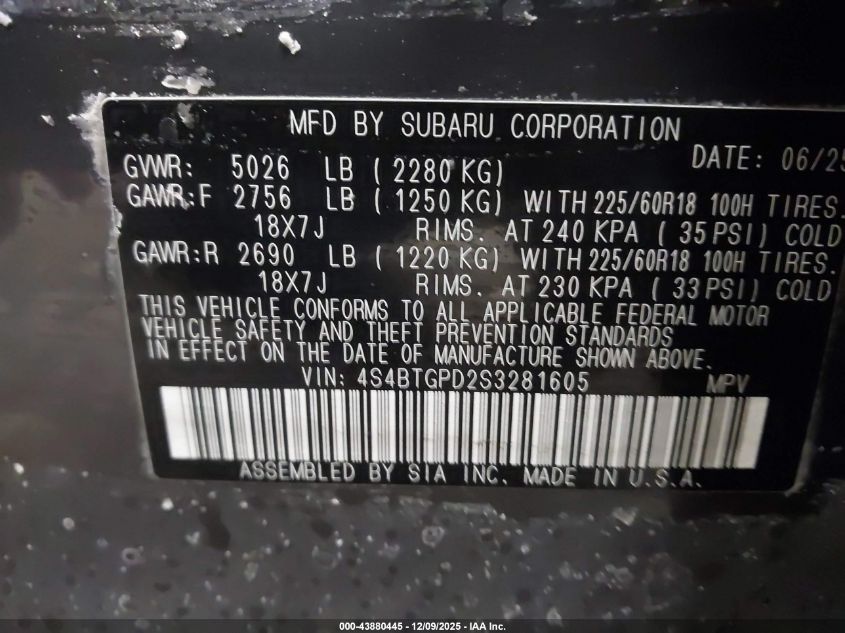 MFD BY SUBARU CORPORATION
DATE: 06/25
GVWR: 5026 LB ( 2280 KG)
GAWR:F 2756 LB ( 1250 KG) WITH 225/60R18 100H TIRES.
18X7J RIMS. AT 240 KPA ( 35 PSI) COLD
GAWR:R 2690 LB ( 1220 KG) WITH 225/60R18 100H TIRES.
18X7J RIMS. AT 230 KPA ( 33 PSI) COLD
THIS VEHICLE CONFORMS TO ALL APPLICABLE FEDERAL MOTOR
VEHICLE SAFETY AND THEFT PREVENTION STANDARDS
IN EFFECT ON THE DATE OF MANUFACTURE SHOWN ABOVE.
VIN: 4S4BTGPD2S3281605 MPV
ASSEMBLED BY SIA INC. MADE IN U.S.A.
000-43880445 - 12/09/2025 - IAA Inc.